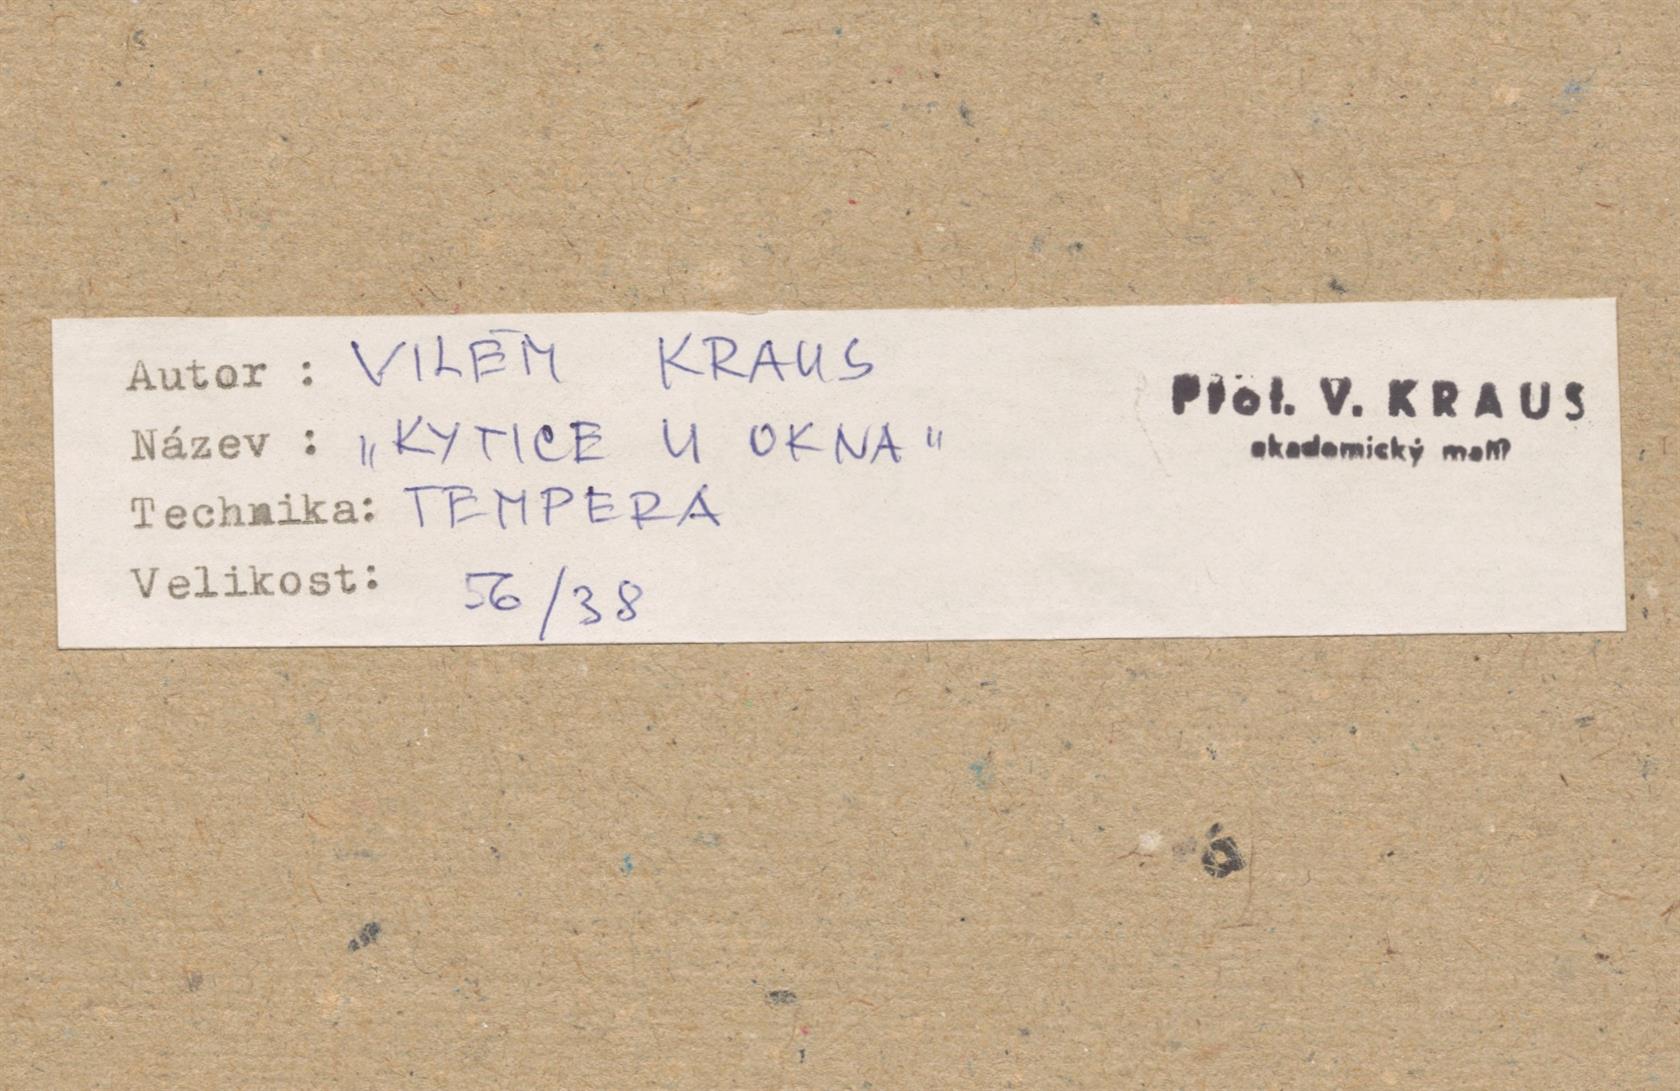 Autor : VILÉM KRAUS
Název : „KYTICE U OKNA"
Technika: TEMPERA
Velikost: 56/38
Prof. V. KRAUS
akademický malíř